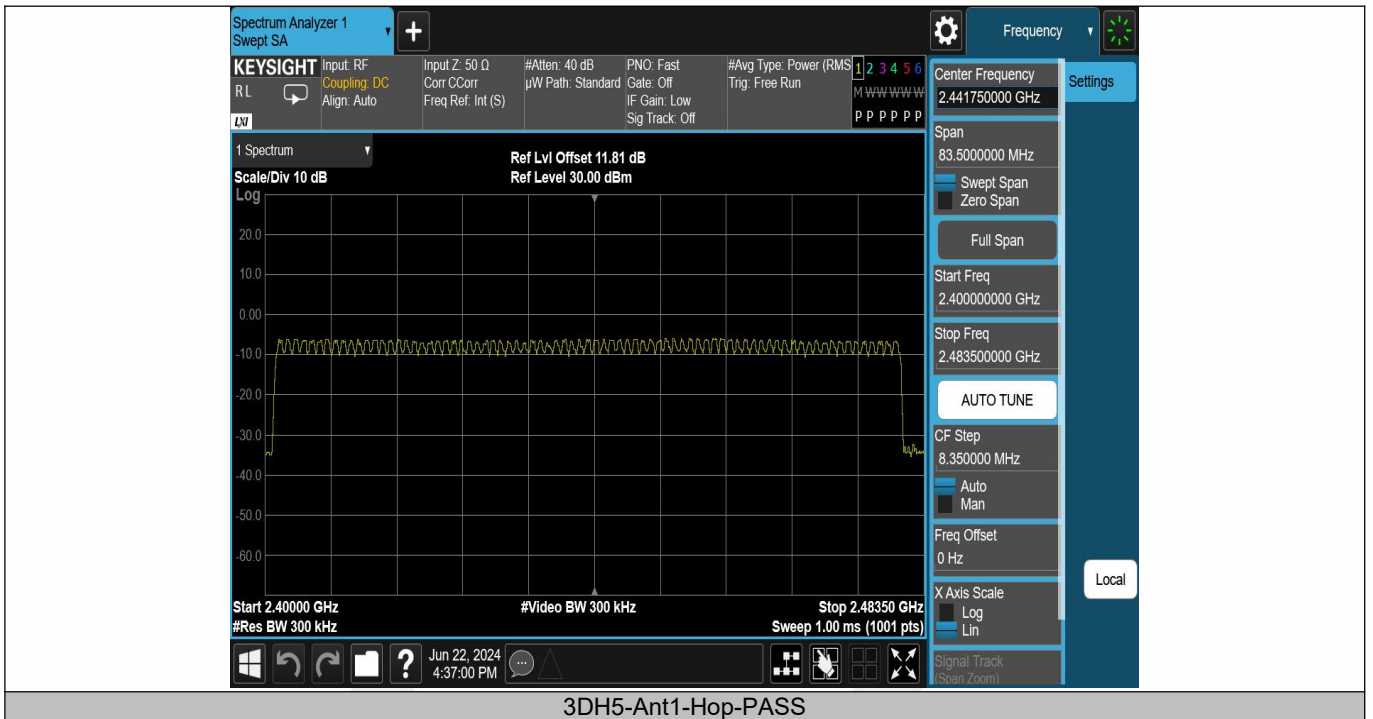 Spectrum Analyzer 1
Swept SA
+
Frequency
KEYSIGHT
RL
LXI
Input: RF
Coupling: DC
Align: Auto
Input Z: 50 Ω
Corr CCorr
Freq Ref: Int (S)
#Atten: 40 dB
µW Path: Standard
PNO: Fast
Gate: Off
IF Gain: Low
Sig Track: Off
#Avg Type: Power (RMS
Trig: Free Run
1 2 3 4 5 6
M W W W W W
P P P P P P
Center Frequency
2.441750000 GHz
Settings
Span
83.5000000 MHz
Swept Span
Zero Span
Full Span
Start Freq
2.400000000 GHz
Stop Freq
2.483500000 GHz
AUTO TUNE
CF Step
8.350000 MHz
Auto
Man
Freq Offset
0 Hz
X Axis Scale
Log
Lin
Signal Track
(Span Zoom)
Local
1 Spectrum
Scale/Div 10 dB
Ref Lvl Offset 11.81 dB
Ref Level 30.00 dBm
Log
20.0
10.0
0.00
-10.0
-20.0
-30.0
-40.0
-50.0
-60.0
Start 2.40000 GHz
#Video BW 300 kHz
Stop 2.48350 GHz
#Res BW 300 kHz
Sweep 1.00 ms (1001 pts)
?
Jun 22, 2024
4:37:00 PM
3DH5-Ant1-Hop-PASS